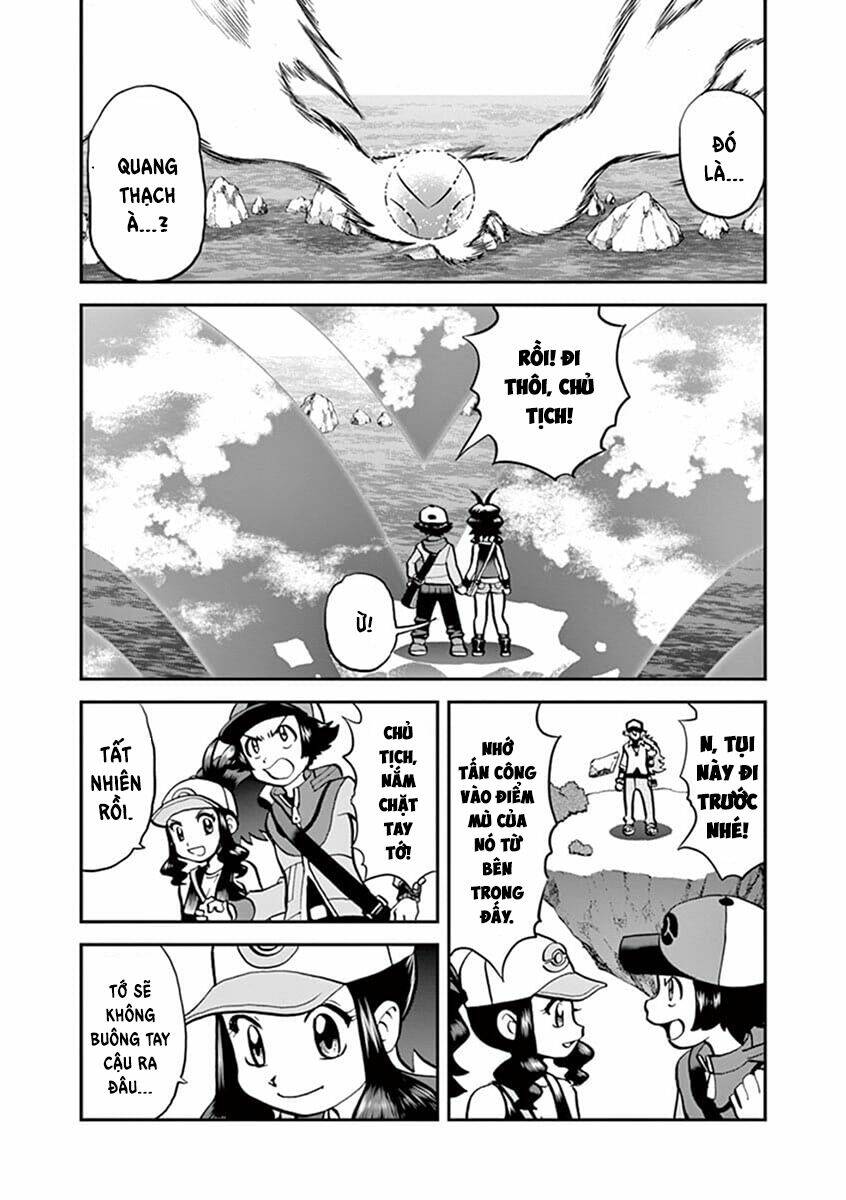 ĐÓ
LÀ...
QUANG
THẠCH
À...?
RỒI! ĐI
THÔI, CHỦ
TỊCH!
Ừ!
N, TỤI
NÀY ĐI
TRƯỚC
NHÉ!
NHỚ
TẤN CÔNG
VÀO ĐIỂM
MÙ CỦA
NÓ TỪ
BÊN
TRONG
ĐẤY.
CHỦ
TỊCH,
NẮM
CHẶT TAY
TỚ!
TẤT
NHIÊN
RỒI.
TỚ SẼ
KHÔNG
BUÔNG TAY
CẬU RA
ĐÂU...